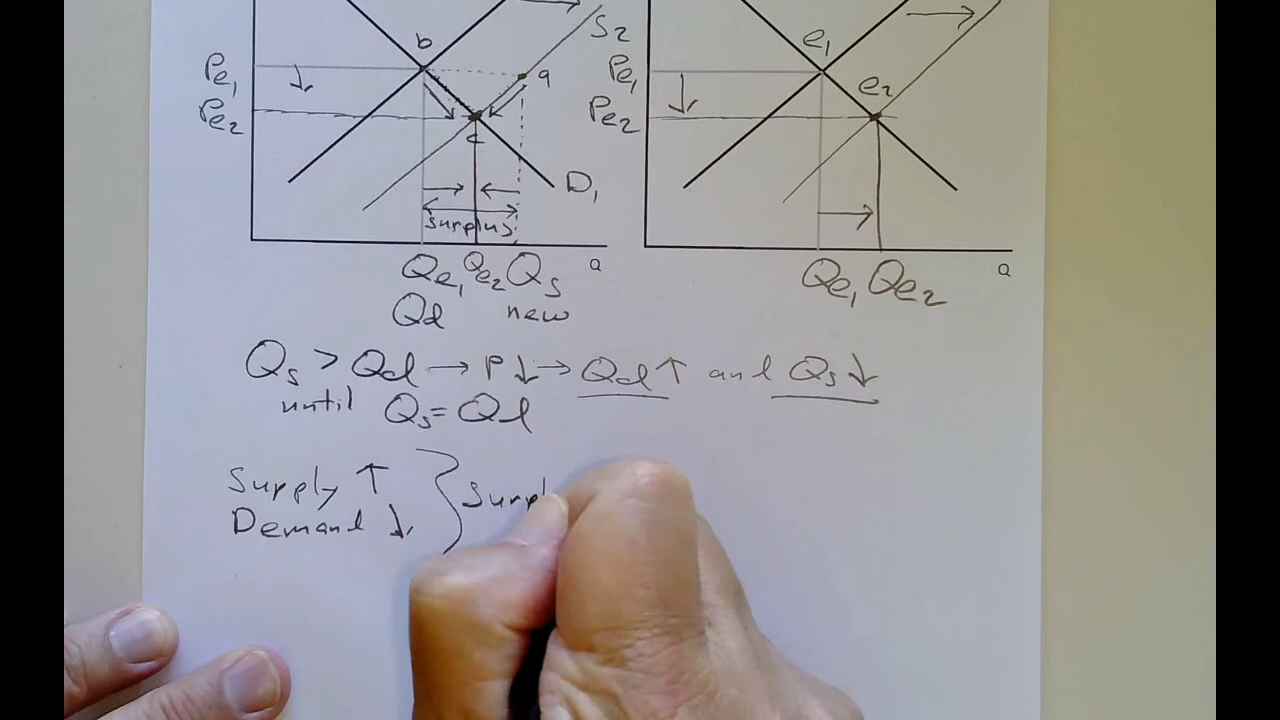 S2
b
Pe1
a
Pe2
c
D1
surplus
Qe1 Qe2 Qs
Q
Qd new
e1
Pe1
e2
Pe2
Q
Qe1 Qe2
Qs > Qd → P↓ → Qd↑ and Qs↓
until Qs = Qd
Supply ↑
Demand ↓
} surpl